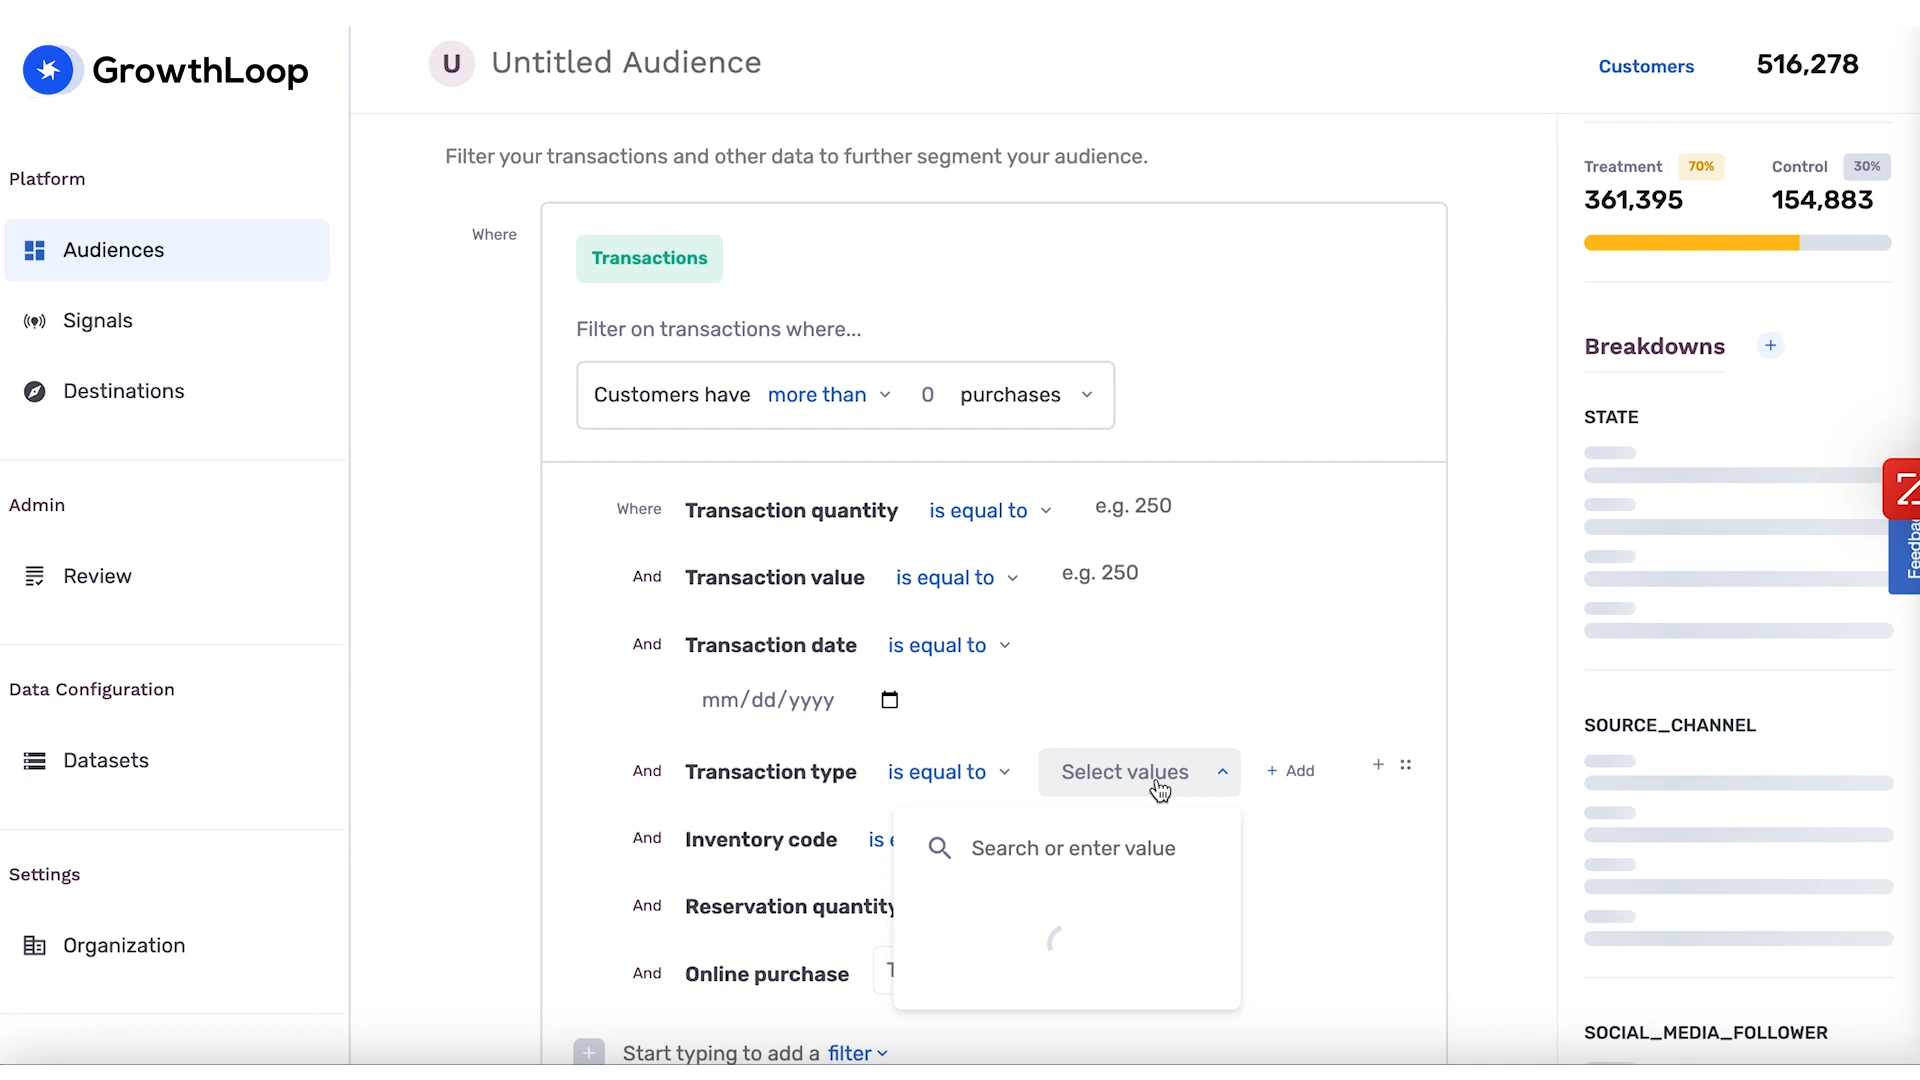 GrowthLoop
Platform
Audiences
Signals
Destinations
Admin
Review
Data Configuration
Datasets
Settings
Organization
U Untitled Audience
Customers 516,278
Filter your transactions and other data to further segment your audience.
Where
Transactions
Filter on transactions where...
Customers have more than 0 purchases
Where Transaction quantity is equal to e.g. 250
And Transaction value is equal to e.g. 250
And Transaction date is equal to
mm/dd/yyyy
And Transaction type is equal to Select values + Add
Search or enter value
And Inventory code is
And Reservation quantity
And Online purchase
Start typing to add a filter
Treatment 70% Control 30%
361,395 154,883
Breakdowns
STATE
SOURCE_CHANNEL
SOCIAL_MEDIA_FOLLOWER
Z
Feedba